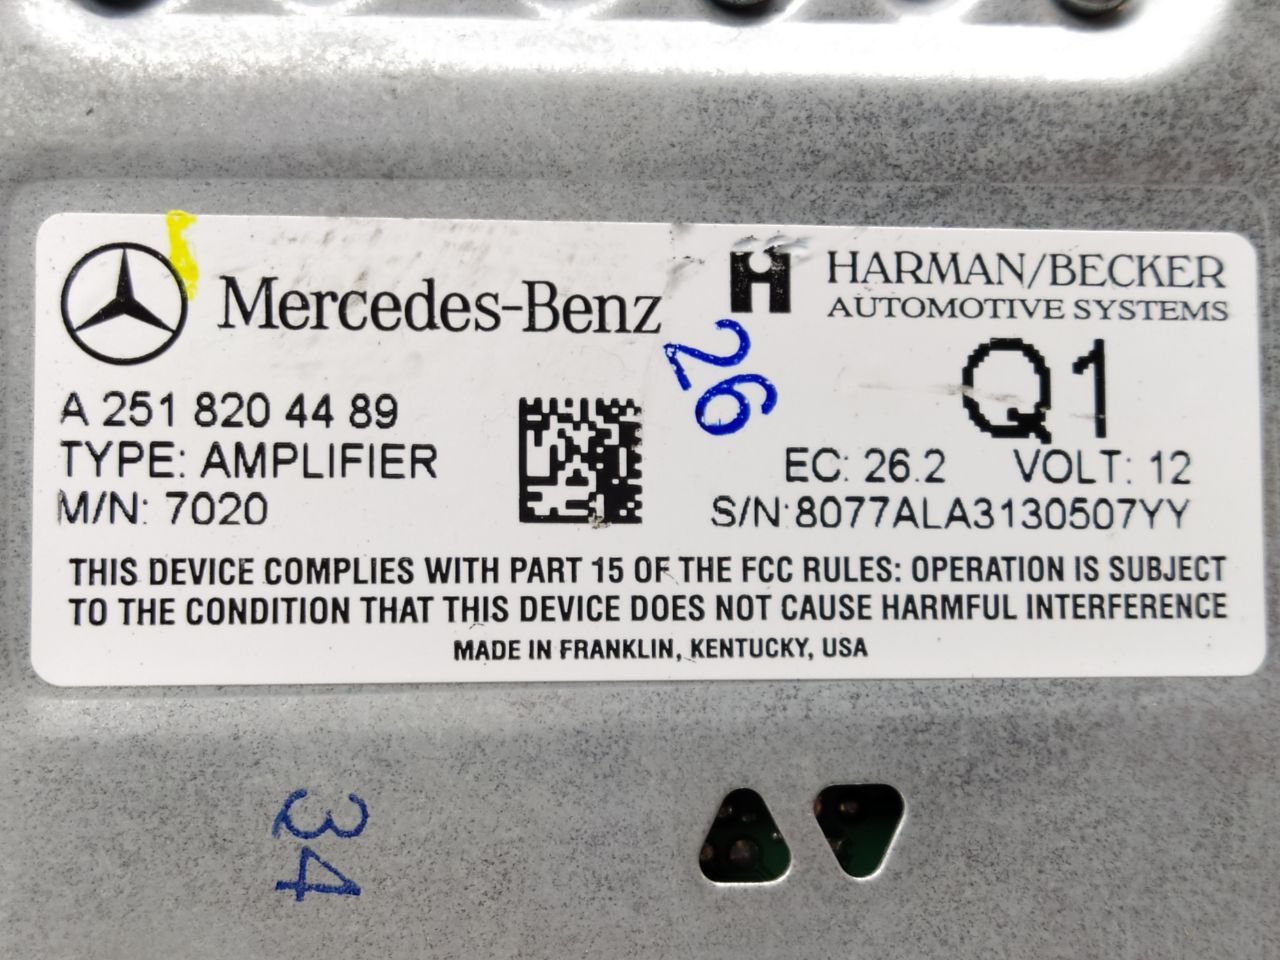 Mercedes-Benz
HARMAN/BECKER
AUTOMOTIVE SYSTEMS
26
Q1
A 251 820 44 89
TYPE: AMPLIFIER
M/N: 7020
EC: 26.2 VOLT: 12
S/N:8077ALA3130507YY
THIS DEVICE COMPLIES WITH PART 15 OF THE FCC RULES: OPERATION IS SUBJECT
TO THE CONDITION THAT THIS DEVICE DOES NOT CAUSE HARMFUL INTERFERENCE
MADE IN FRANKLIN, KENTUCKY, USA
34